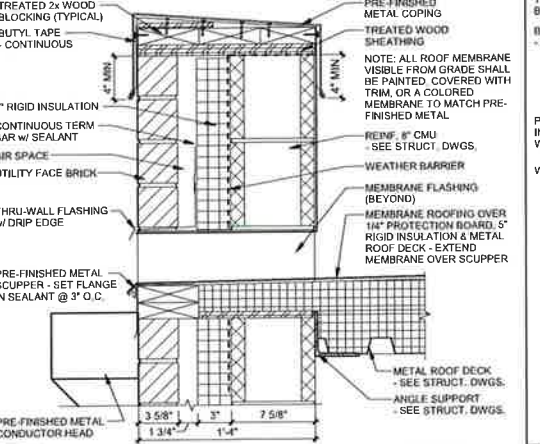 TREATED 2x WOOD
BLOCKING (TYPICAL)
BUTYL TAPE
- CONTINUOUS
4" MIN.
" RIGID INSULATION
CONTINUOUS TERM
BAR w/ SEALANT
AIR SPACE
UTILITY FACE BRICK
THRU-WALL FLASHING
w/ DRIP EDGE
PRE-FINISHED METAL
SCUPPER - SET FLANGE
IN SEALANT @ 3" O.C.
PRE-FINISHED METAL
CONDUCTOR HEAD
3 5/8"
3"
7 5/8"
1 3/4"
1'-4"
PRE-FINISHED
METAL COPING
TREATED WOOD
SHEATHING
4" MIN.
NOTE: ALL ROOF MEMBRANE
VISIBLE FROM GRADE SHALL
BE PAINTED, COVERED WITH
TRIM, OR A COLORED
MEMBRANE TO MATCH PRE-
FINISHED METAL
REINF. 8" CMU
- SEE STRUCT. DWGS.
WEATHER BARRIER
MEMBRANE FLASHING
(BEYOND)
MEMBRANE ROOFING OVER
1/4" PROTECTION BOARD, 5"
RIGID INSULATION & METAL
ROOF DECK - EXTEND
MEMBRANE OVER SCUPPER
METAL ROOF DECK
- SEE STRUCT. DWGS.
ANGLE SUPPORT
- SEE STRUCT. DWGS.